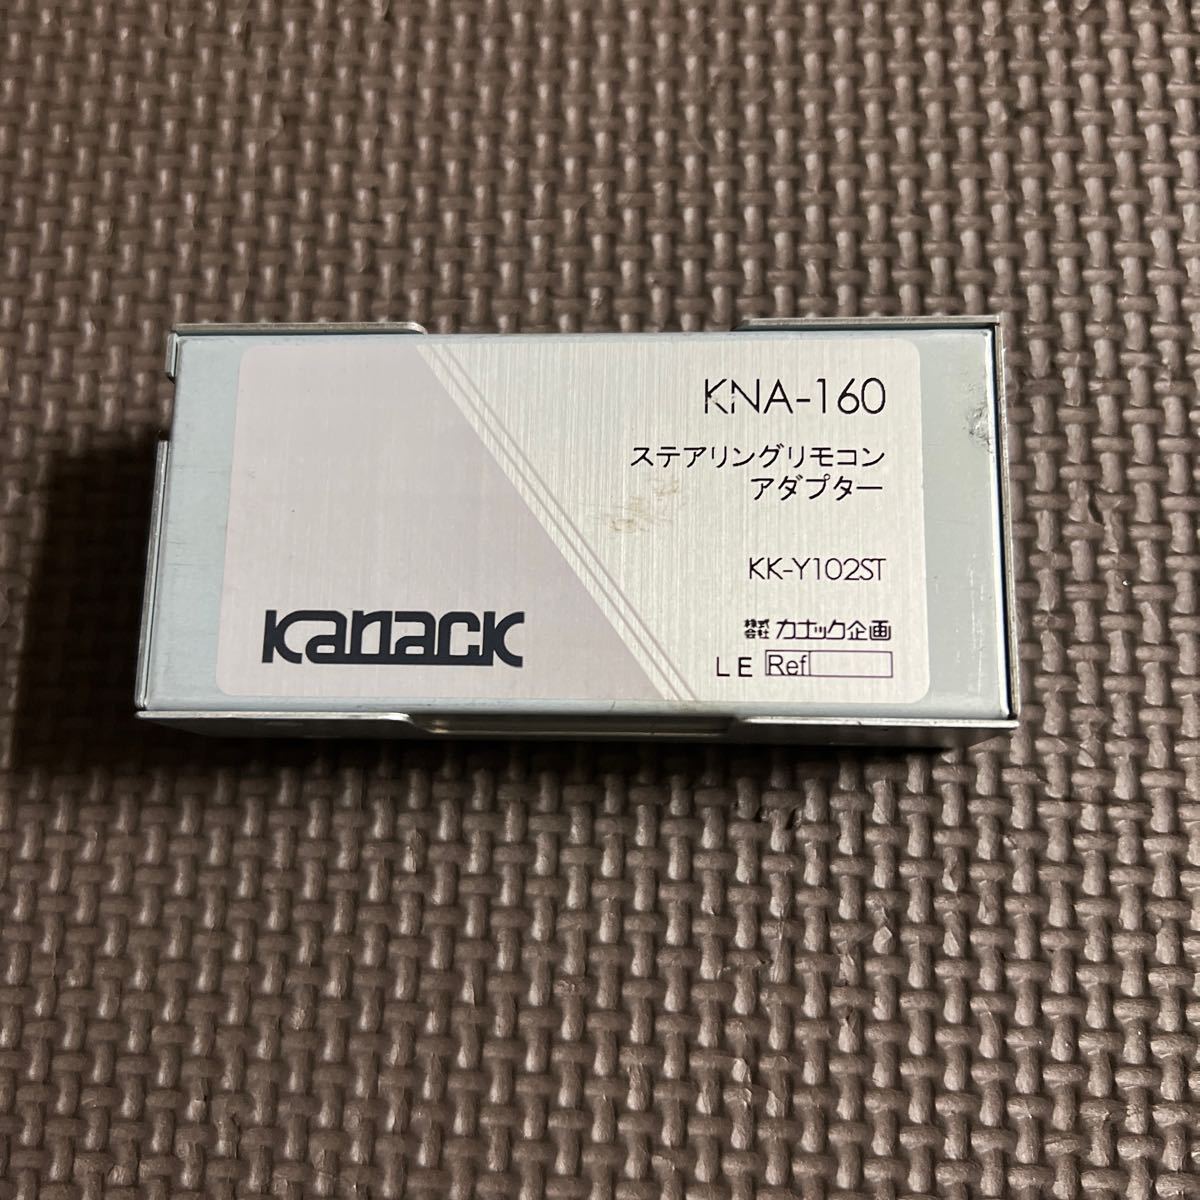 KNA-160
ステアリングリモコン
アダプター
KK-Y102ST
kanack
株式会社 カナック企画
LE Ref